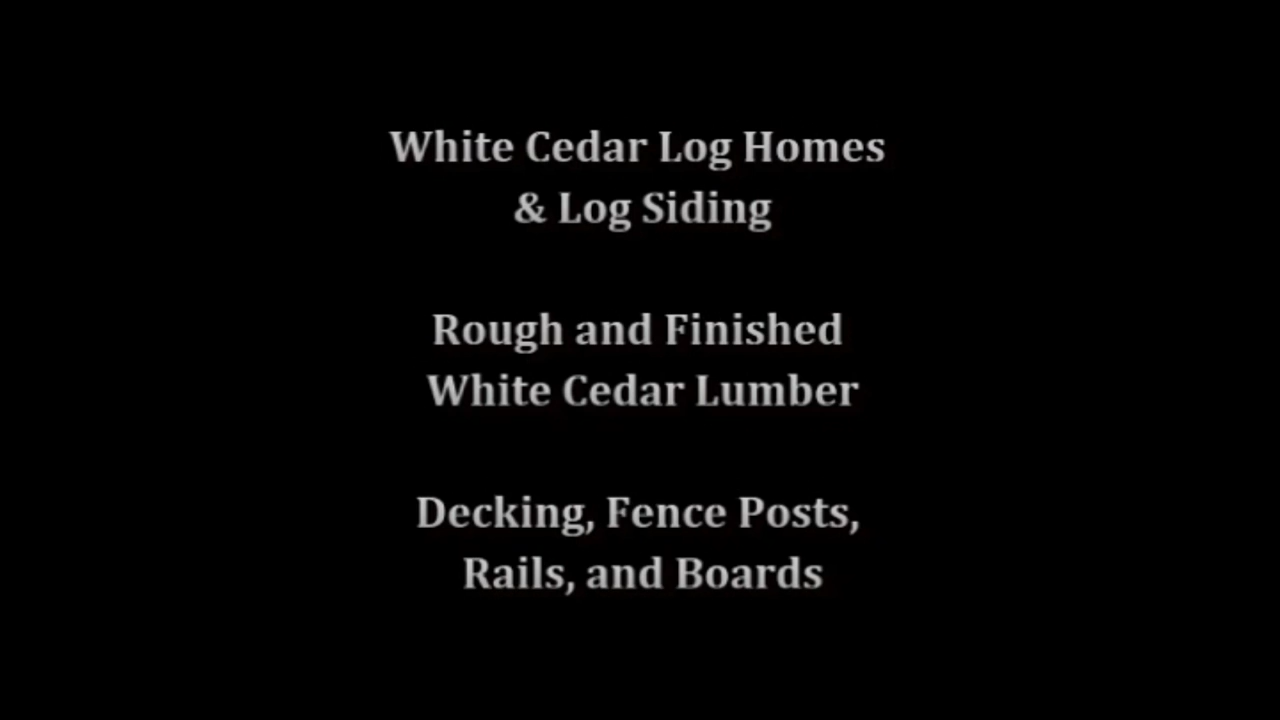 White Cedar Log Homes
& Log Siding
Rough and Finished
White Cedar Lumber
Decking, Fence Posts,
Rails, and Boards